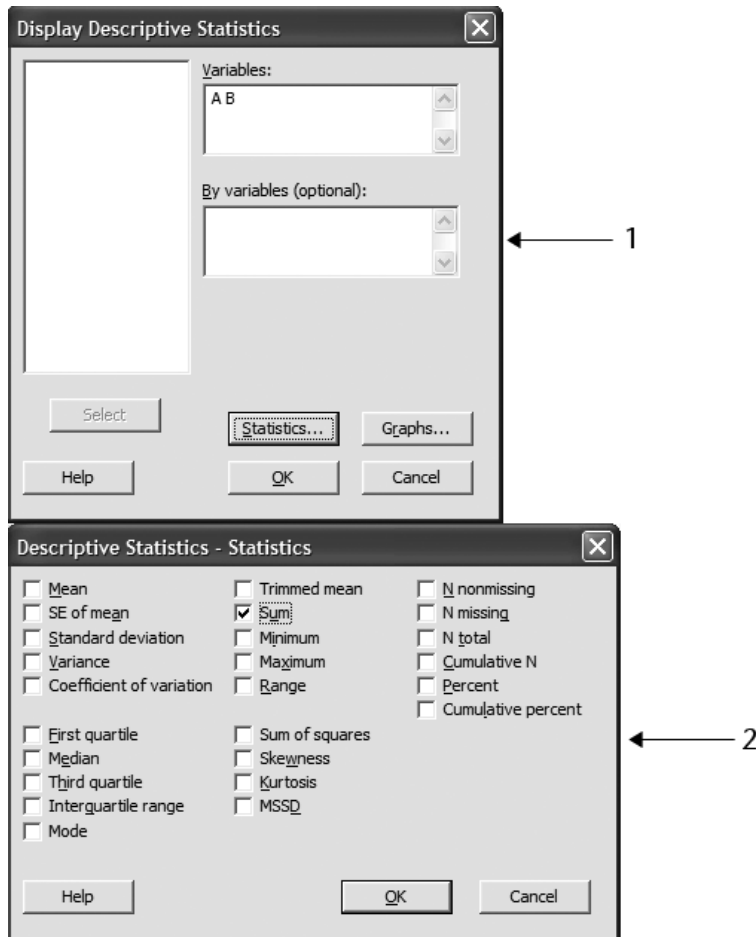 Display Descriptive Statistics
Variables:
A B
By variables (optional):
1
Select
Statistics...
Graphs...
Help
OK
Cancel
Descriptive Statistics - Statistics
Mean
Trimmed mean
N nonmissing
SE of mean
Sum
N missing
Standard deviation
Minimum
N total
Variance
Maximum
Cumulative N
Coefficient of variation
Range
Percent
Cumulative percent
First quartile
Sum of squares
2
Median
Skewness
Third quartile
Kurtosis
Interquartile range
MSSD
Mode
Help
OK
Cancel